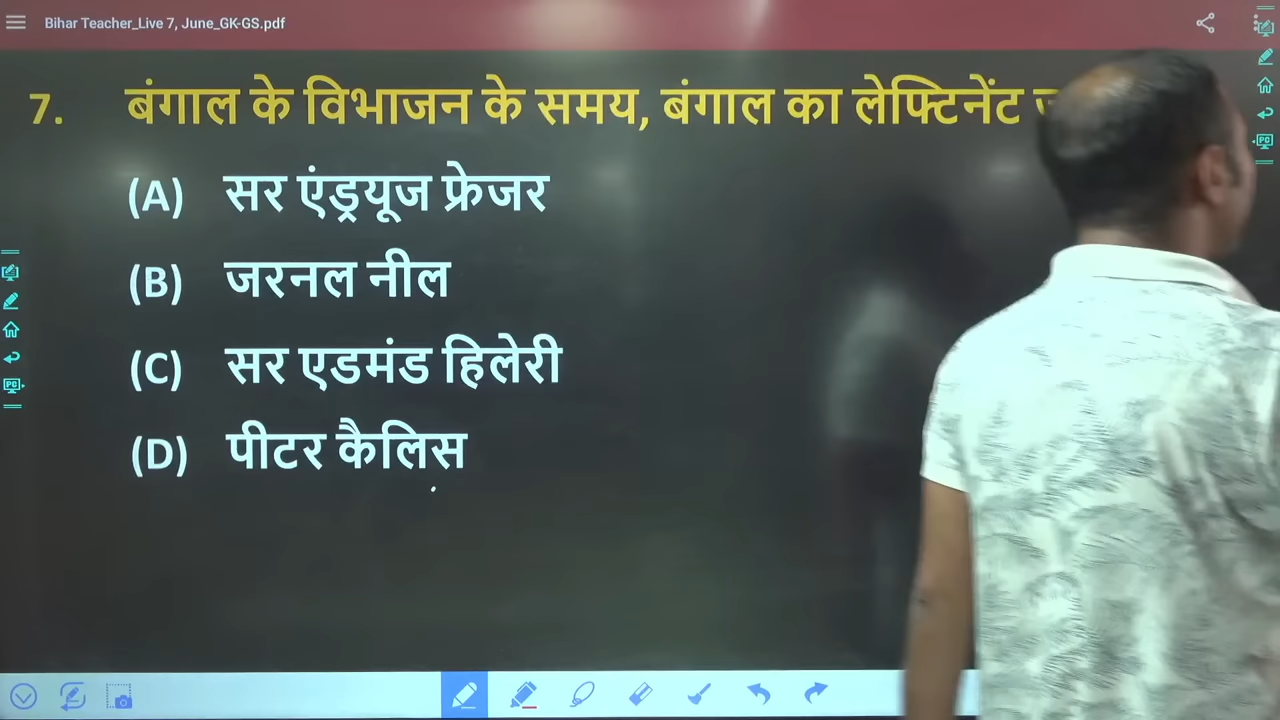 Bihar Teacher_Live 7, June_GK-GS.pdf
7. बंगाल के विभाजन के समय, बंगाल का लेफ्टिनेंट
(A) सर एंड्रयूज फ्रेजर
(B) जरनल नील
(C) सर एडमंड हिलेरी
(D) पीटर कैलिस